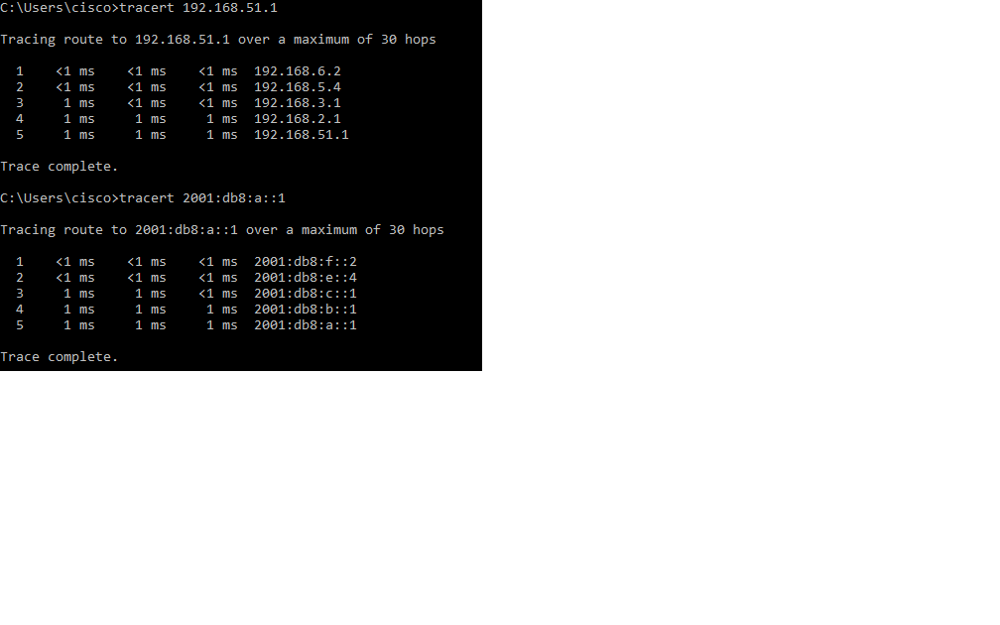 C:\Users\cisco>tracert 192.168.51.1
Tracing route to 192.168.51.1 over a maximum of 30 hops
1 <1 ms <1 ms <1 ms 192.168.6.2
2 <1 ms <1 ms <1 ms 192.168.5.4
3 1 ms <1 ms <1 ms 192.168.3.1
4 1 ms 1 ms 1 ms 192.168.2.1
5 1 ms 1 ms 1 ms 192.168.51.1
Trace complete.
C:\Users\cisco>tracert 2001:db8:a::1
Tracing route to 2001:db8:a::1 over a maximum of 30 hops
1 <1 ms <1 ms <1 ms 2001:db8:f::2
2 <1 ms <1 ms <1 ms 2001:db8:e::4
3 1 ms 1 ms <1 ms 2001:db8:c::1
4 1 ms 1 ms 1 ms 2001:db8:b::1
5 1 ms 1 ms 1 ms 2001:db8:a::1
Trace complete.